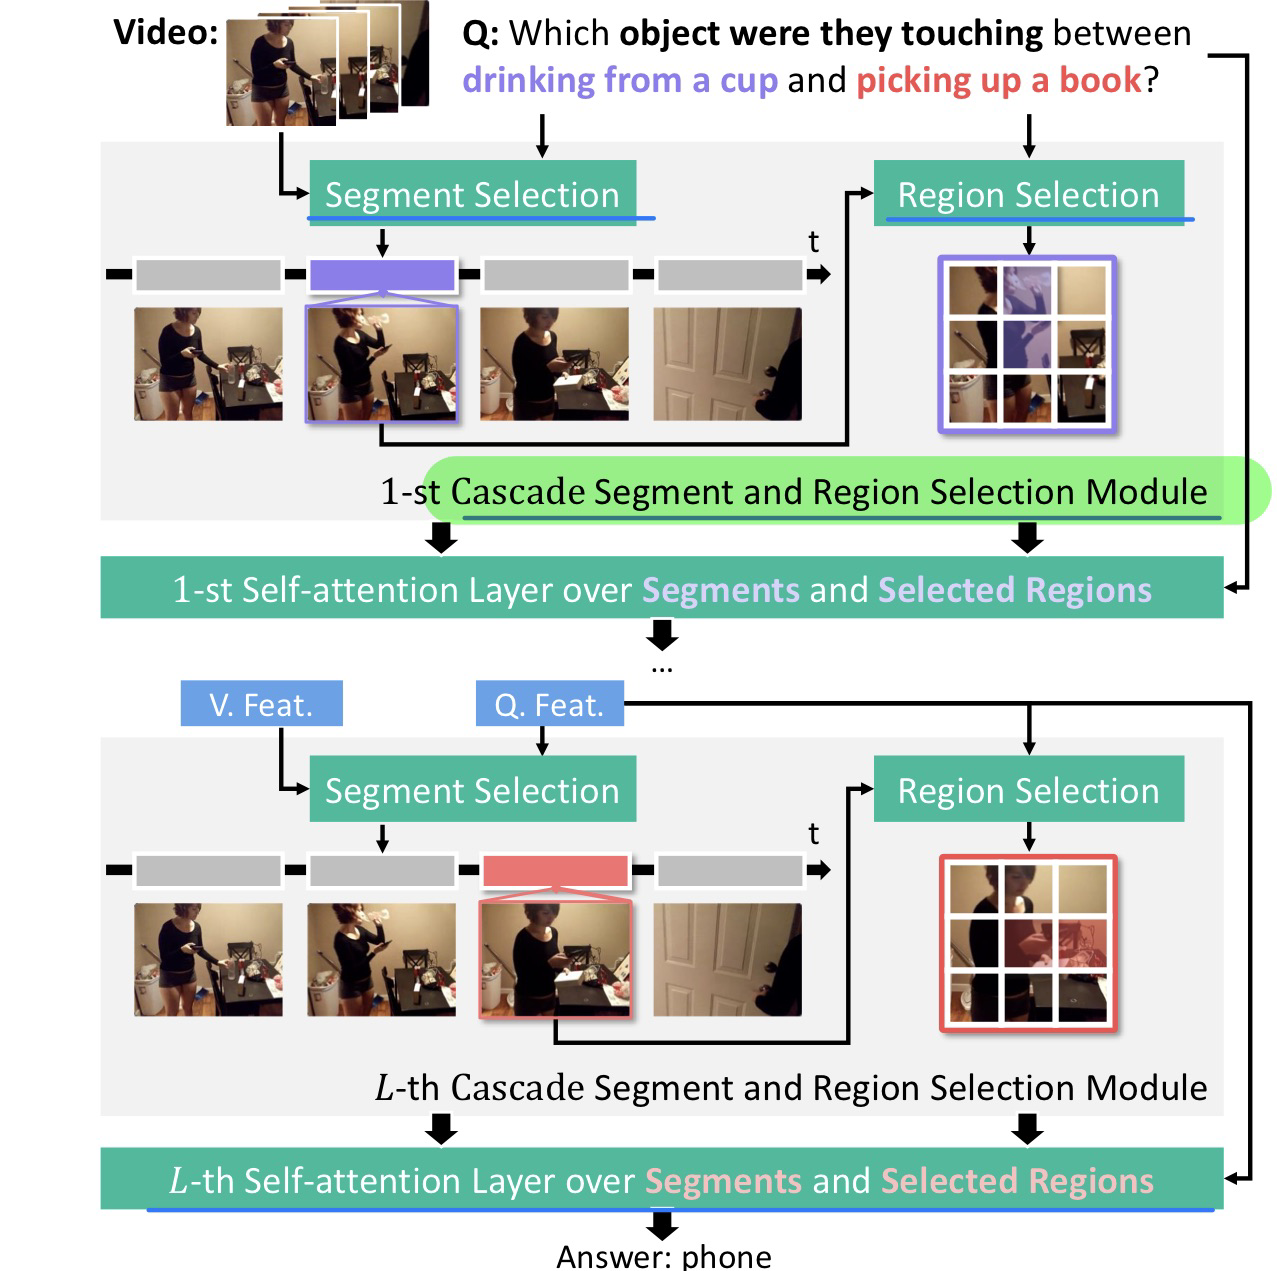 Video:
Q: Which object were they touching between
drinking from a cup and picking up a book?
Segment Selection
Region Selection
t
1-st Cascade Segment and Region Selection Module
1-st Self-attention Layer over Segments and Selected Regions
...
V. Feat.
Q. Feat.
Segment Selection
Region Selection
t
L-th Cascade Segment and Region Selection Module
L-th Self-attention Layer over Segments and Selected Regions
Answer: phone